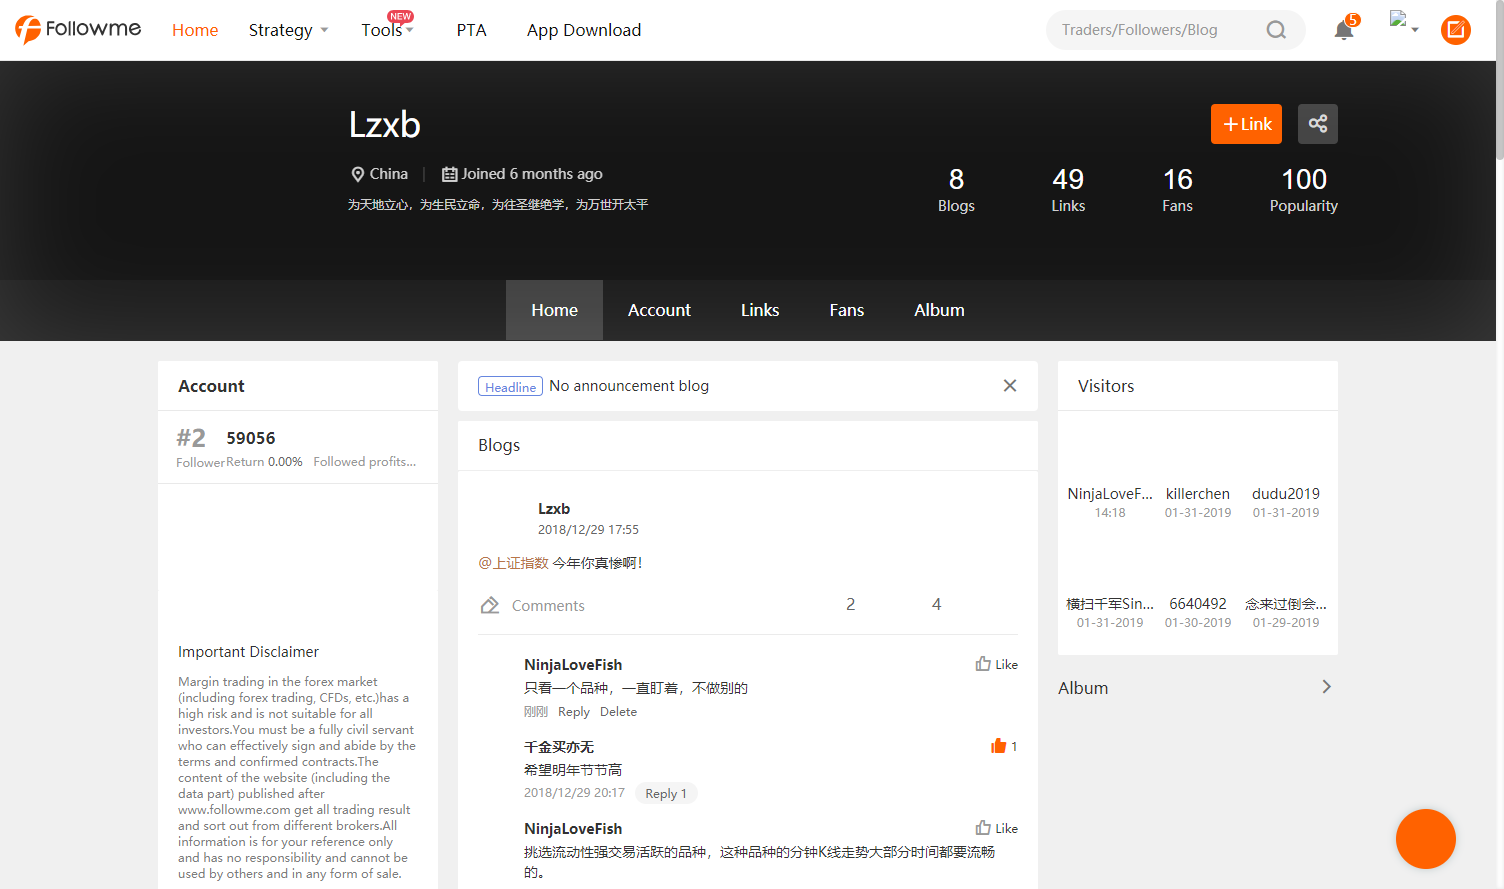 Followme
Home
Strategy
Tools
NEW
PTA
App Download
Traders/Followers/Blog
5
Lzxb
+Link
China
Joined 6 months ago
为天地立心，为生民立命，为往圣继绝学，为万世开太平
8
Blogs
49
Links
16
Fans
100
Popularity
Home
Account
Links
Fans
Album
Account
#2
59056
Follower
Return 0.00%
Followed profits...
Important Disclaimer
Margin trading in the forex market
(including forex trading, CFDs, etc.)has a
high risk and is not suitable for all
investors.You must be a fully civil servant
who can effectively sign and abide by the
terms and confirmed contracts.The
content of the website (including the
data part) published after
www.followme.com get all trading result
and sort out from different brokers.All
information is for your reference only
and has no responsibility and cannot be
used by others and in any form of sale.
Headline
No announcement blog
Blogs
Lzxb
2018/12/29 17:55
@上证指数 今年你真惨啊！
Comments
2
4
NinjaLoveFish
Like
只看一个品种，一直盯着，不做别的
刚刚
Reply
Delete
千金买亦无
1
希望明年节节高
2018/12/29 20:17
Reply 1
NinjaLoveFish
Like
挑选流动性强交易活跃的品种，这种品种的分钟K线走势大部分时间都要流畅
的。
Visitors
NinjaLoveF...
14:18
killerchen
01-31-2019
dudu2019
01-31-2019
横扫千军Sin...
01-31-2019
6640492
01-30-2019
念来过倒会...
01-29-2019
Album